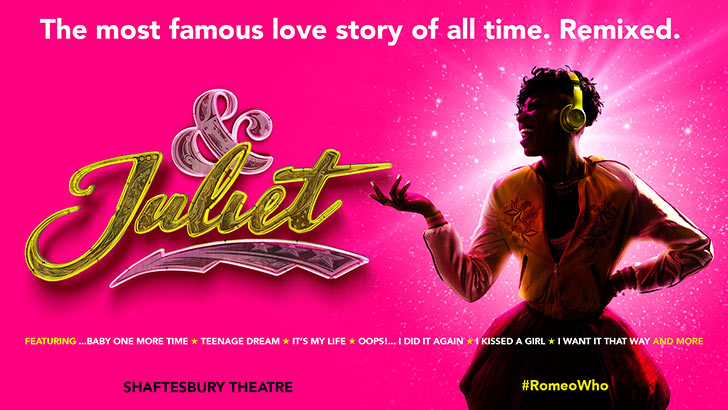 The most famous love story of all time. Remixed.
&
Juliet
FEATURING ...BABY ONE MORE TIME ★ TEENAGE DREAM ★ IT'S MY LIFE ★ OOPS!... I DID IT AGAIN ★ I KISSED A GIRL ★ I WANT IT THAT WAY AND MORE
SHAFTESBURY THEATRE
#RomeoWho